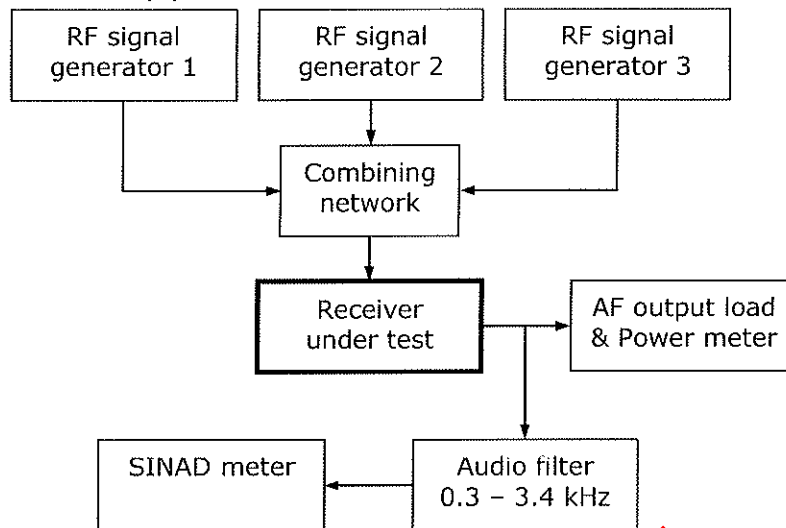 RF signal
generator 1
RF signal
generator 2
RF signal
generator 3
Combining
network
Receiver
under test
AF output load
& Power meter
SINAD meter
Audio filter
0.3 – 3.4 kHz